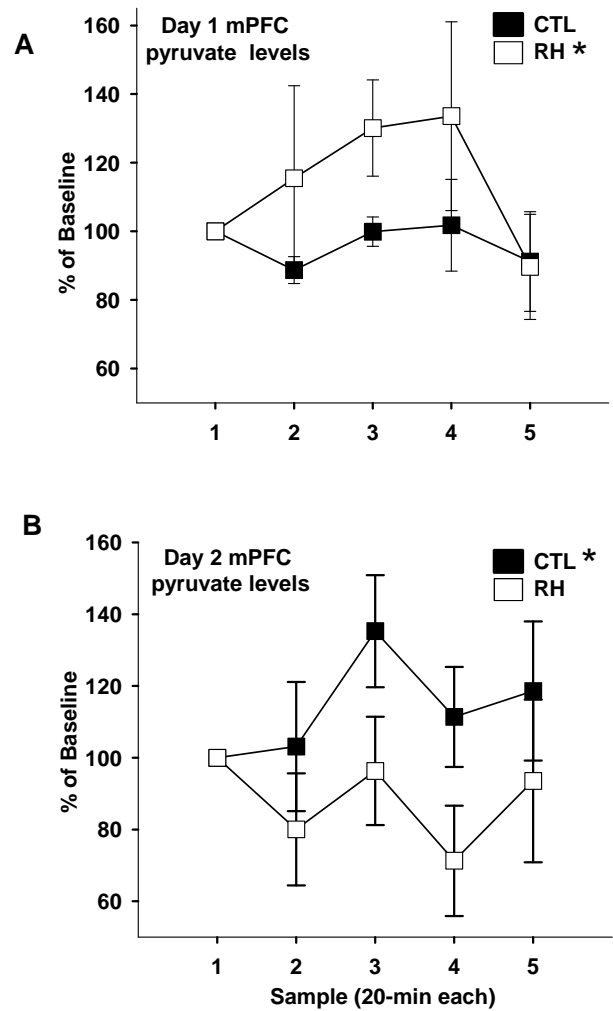 A
Day 1 mPFC
pyruvate levels
CTL
RH *
% of Baseline
160
140
120
100
80
60
1 2 3 4 5
B
Day 2 mPFC
pyruvate levels
CTL *
RH
% of Baseline
160
140
120
100
80
60
1 2 3 4 5
Sample (20-min each)